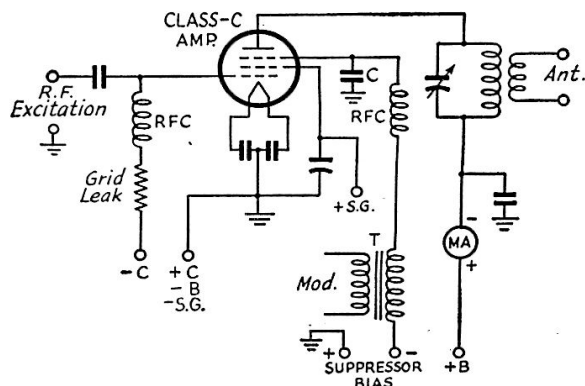 CLASS-C
AMP.
R.F.
Excitation
RFC
Grid
Leak
- C
+ C
- B
-S.G.
+S.G.
C
RFC
Ant.
T
Mod.
+ -
SUPPRESSOR
BIAS
-
MA
+
+B